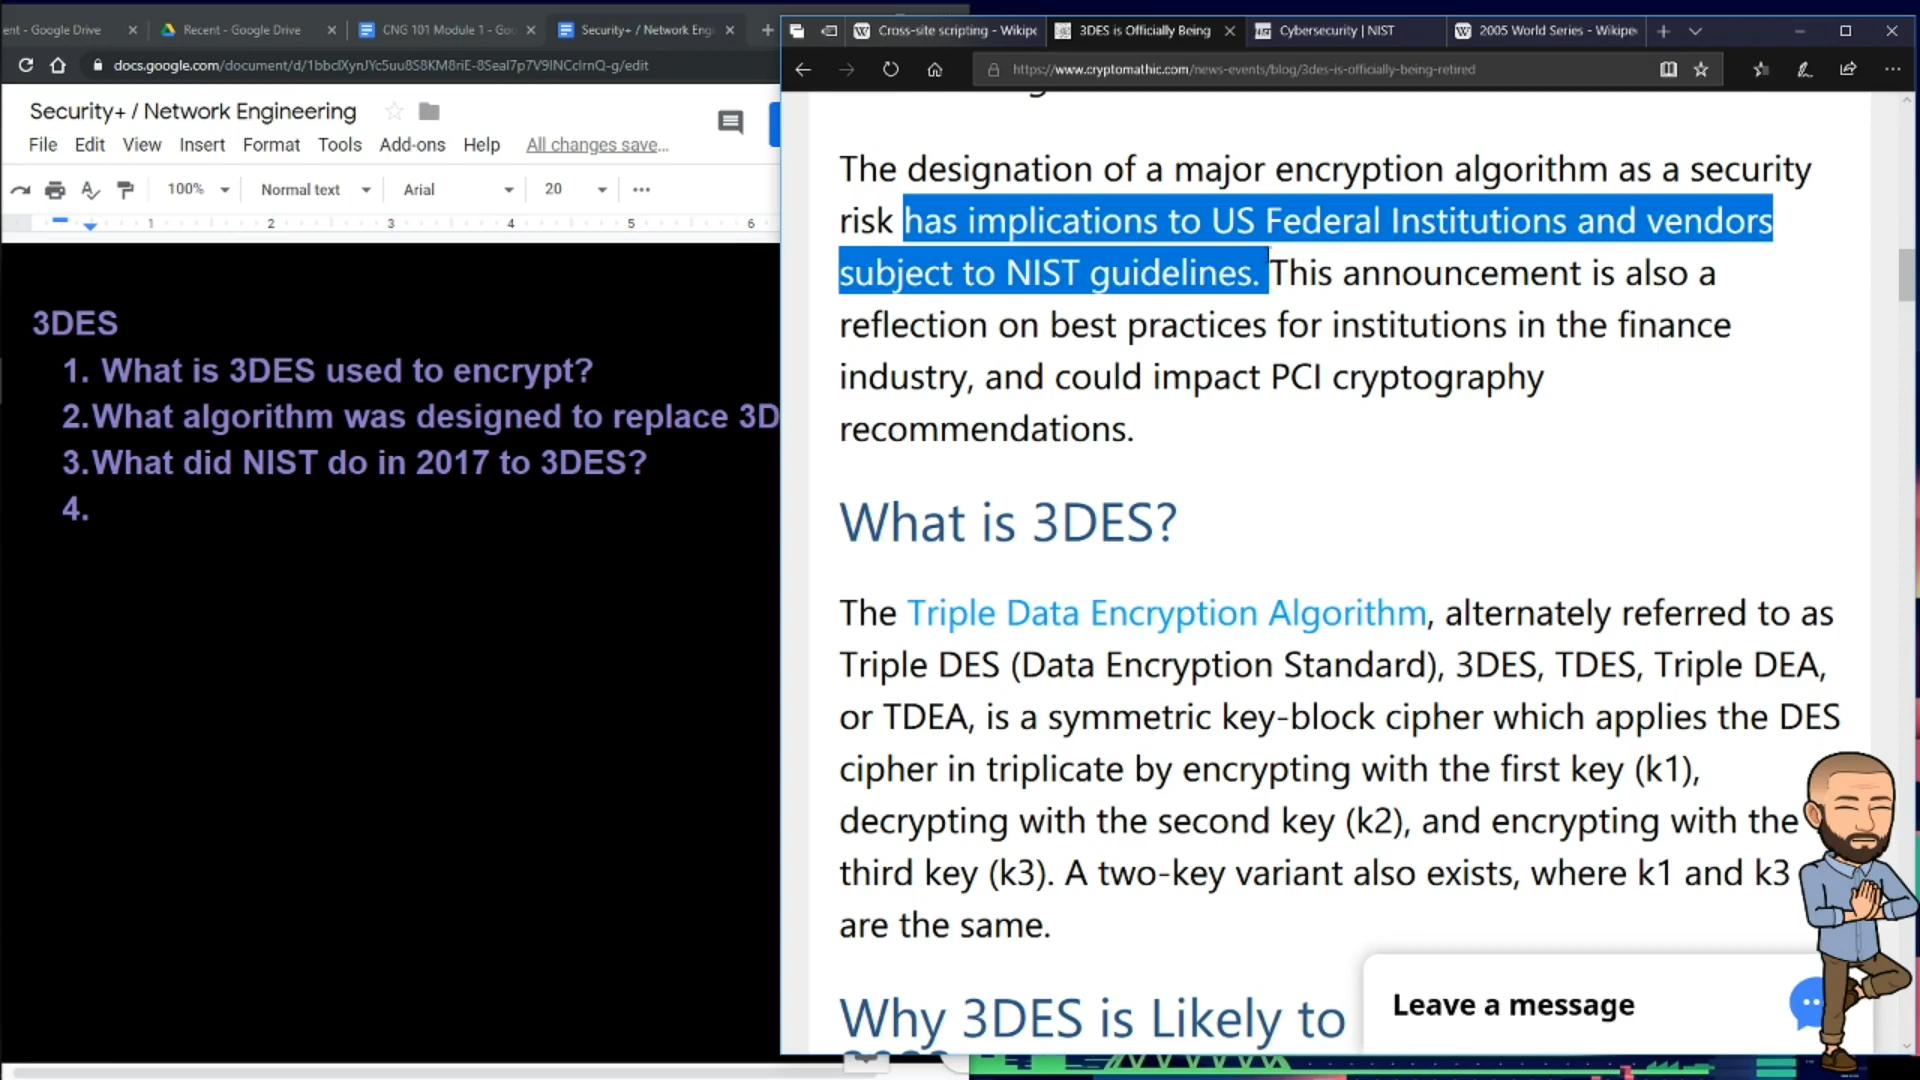 ent - Google Drive
Recent - Google Drive
CNG 101 Module 1 - Go
Security+ / Network Eng
docs.google.com/document/d/1bbclXynJYc5uu8S8KM8riE-8Seal7p7V9INCclrnQ-g/edit
Security+ / Network Engineering
File Edit View Insert Format Tools Add-ons Help All changes save…
100% Normal text Arial 20
1 2 3 4 5 6
3DES
1. What is 3DES used to encrypt?
2.What algorithm was designed to replace 3D
3.What did NIST do in 2017 to 3DES?
4.
Cross-site scripting - Wikipe
3DES is Officially Being
Cybersecurity | NIST
2005 World Series - Wikipe
https://www.cryptomathic.com/news-events/blog/3des-is-officially-being-retired
The designation of a major encryption algorithm as a security
risk has implications to US Federal Institutions and vendors
subject to NIST guidelines. This announcement is also a
reflection on best practices for institutions in the finance
industry, and could impact PCI cryptography
recommendations.
What is 3DES?
The Triple Data Encryption Algorithm, alternately referred to as
Triple DES (Data Encryption Standard), 3DES, TDES, Triple DEA,
or TDEA, is a symmetric key-block cipher which applies the DES
cipher in triplicate by encrypting with the first key (k1),
decrypting with the second key (k2), and encrypting with the
third key (k3). A two-key variant also exists, where k1 and k3
are the same.
Why 3DES is Likely to
Leave a message